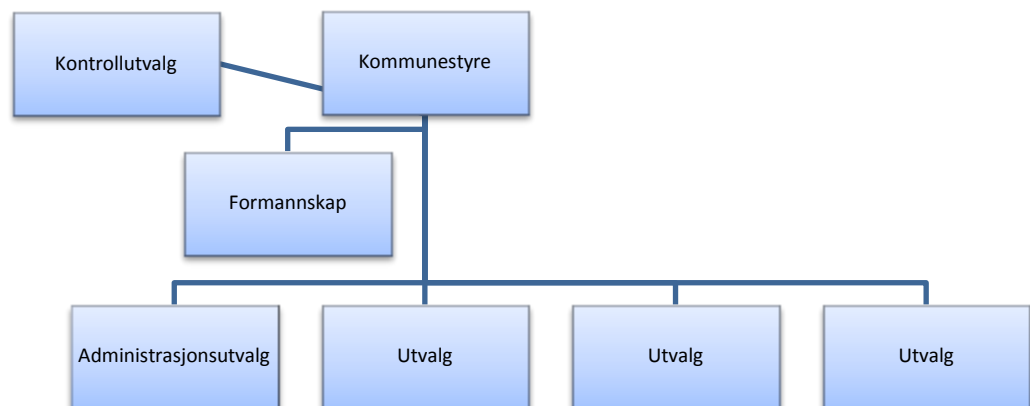 Kontrollutvalg
Kommunestyre
Formannskap
Administrasjonsutvalg
Utvalg
Utvalg
Utvalg